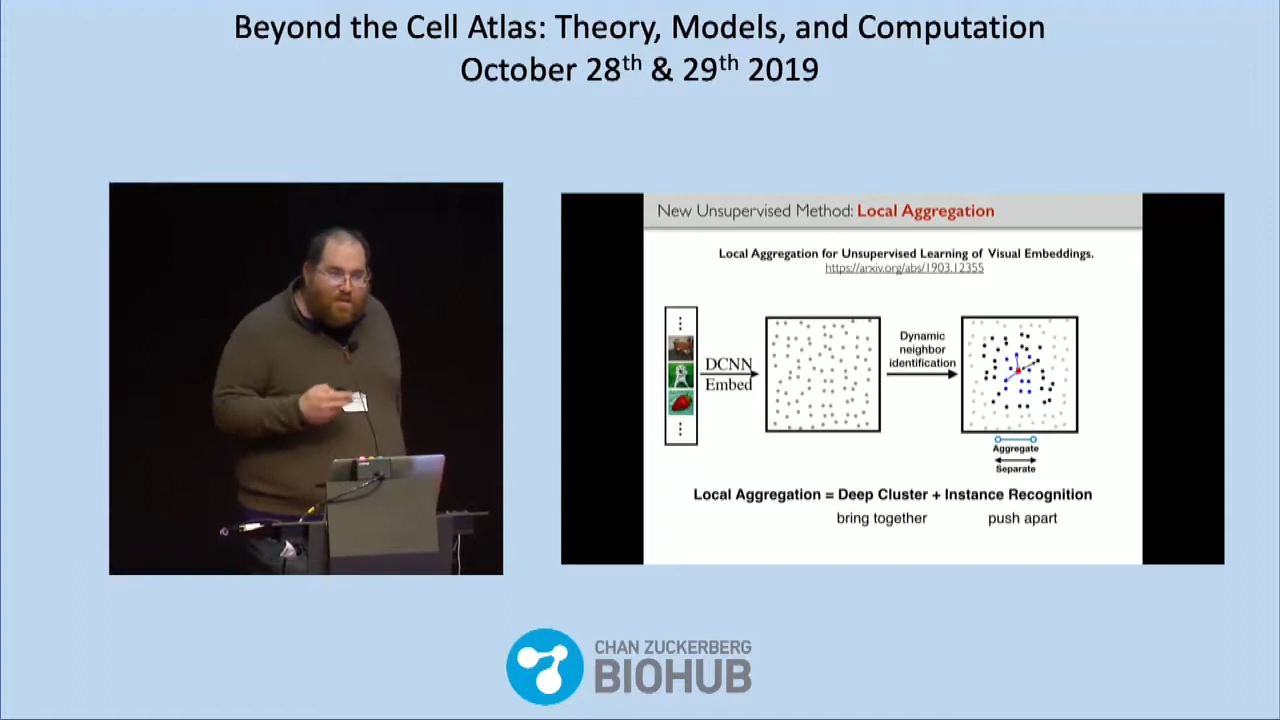 Beyond the Cell Atlas: Theory, Models, and Computation
October 28th & 29th 2019
New Unsupervised Method: Local Aggregation
Local Aggregation for Unsupervised Learning of Visual Embeddings.
https://arxiv.org/abs/1903.12355
DCNN
Embed
Dynamic
neighbor
identification
Aggregate
Separate
Local Aggregation = Deep Cluster + Instance Recognition
bring together
push apart
CHAN ZUCKERBERG
BIOHUB